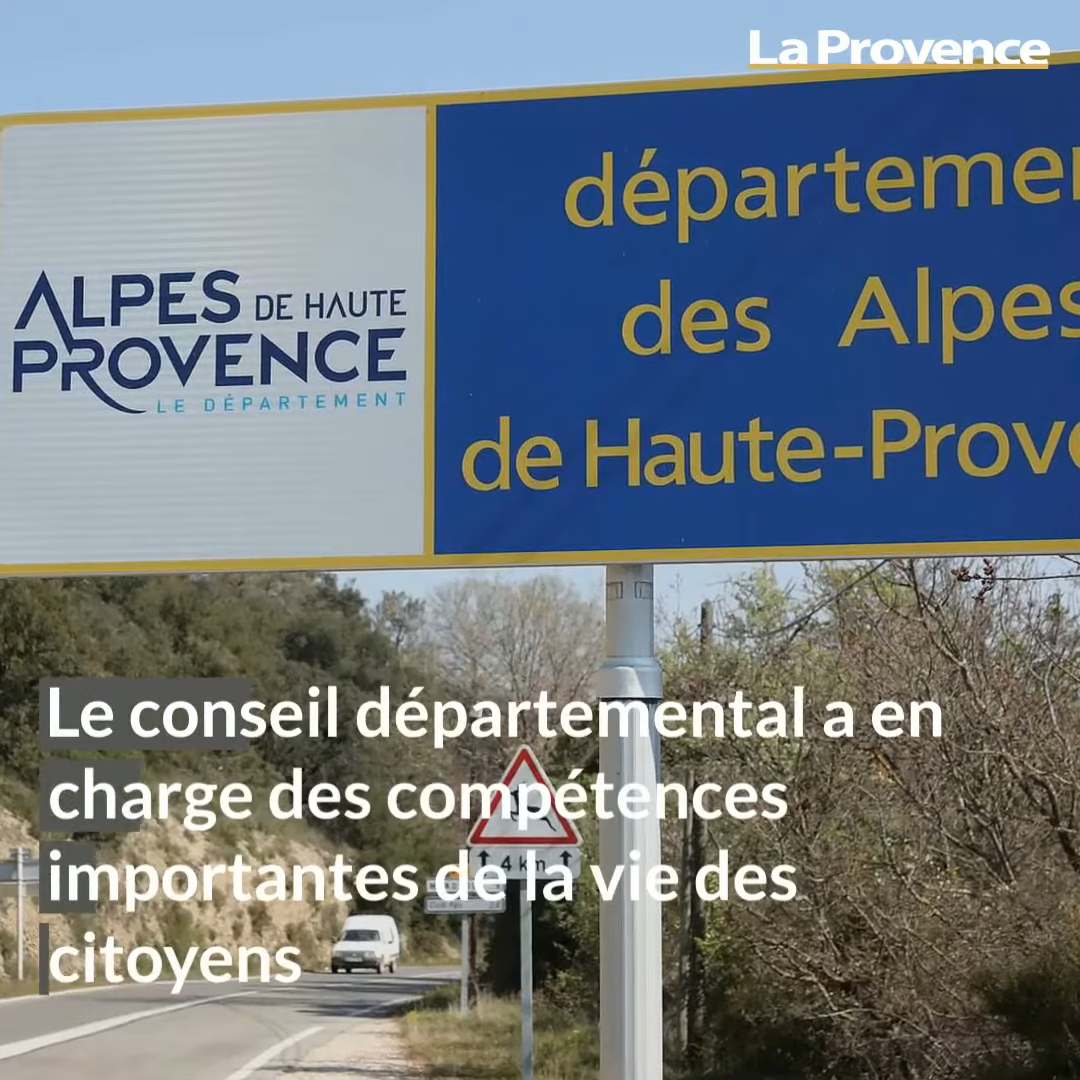 La Provence
départemen
des Alpes
de Haute-Prove
ALPES DE HAUTE
PROVENCE
LE DÉPARTEMENT
Le conseil départemental a en
charge des compétences
importantes de la vie des
citoyens
4 km